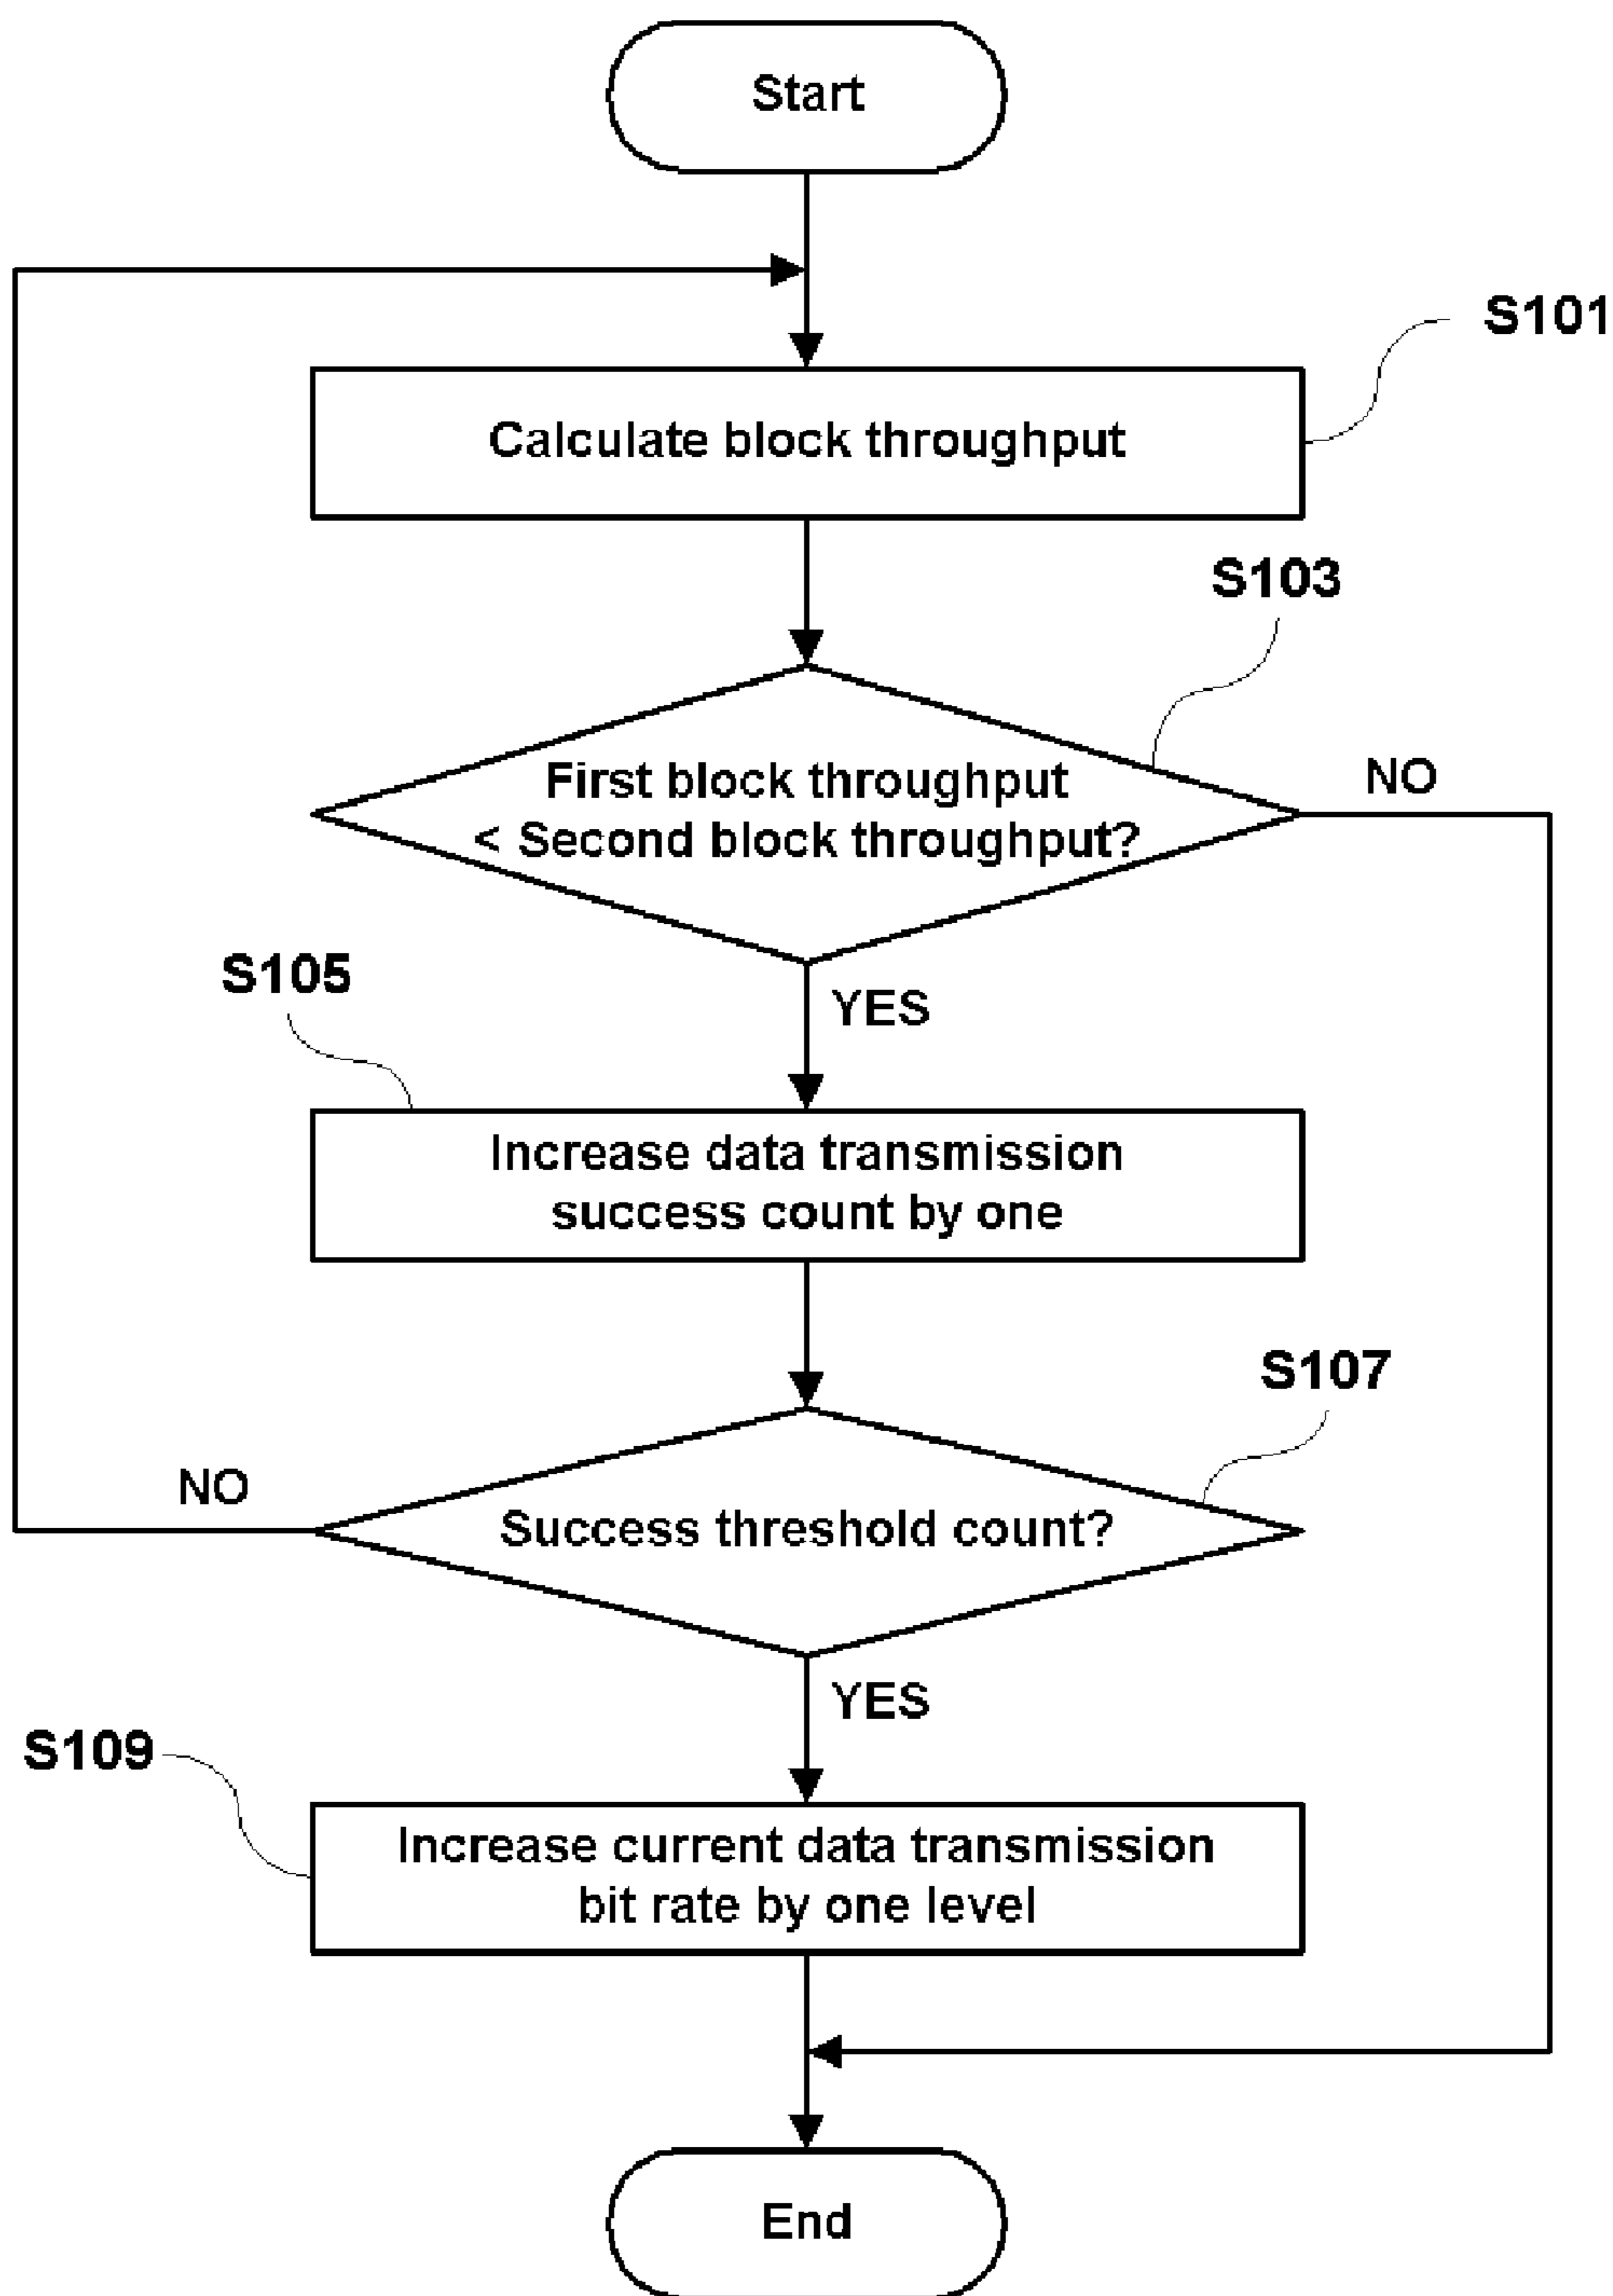 Start
S101
Calculate block throughput
S103
First block throughput
< Second block throughput?
NO
YES
S105
Increase data transmission
success count by one
S107
Success threshold count?
NO
YES
S109
Increase current data transmission
bit rate by one level
End